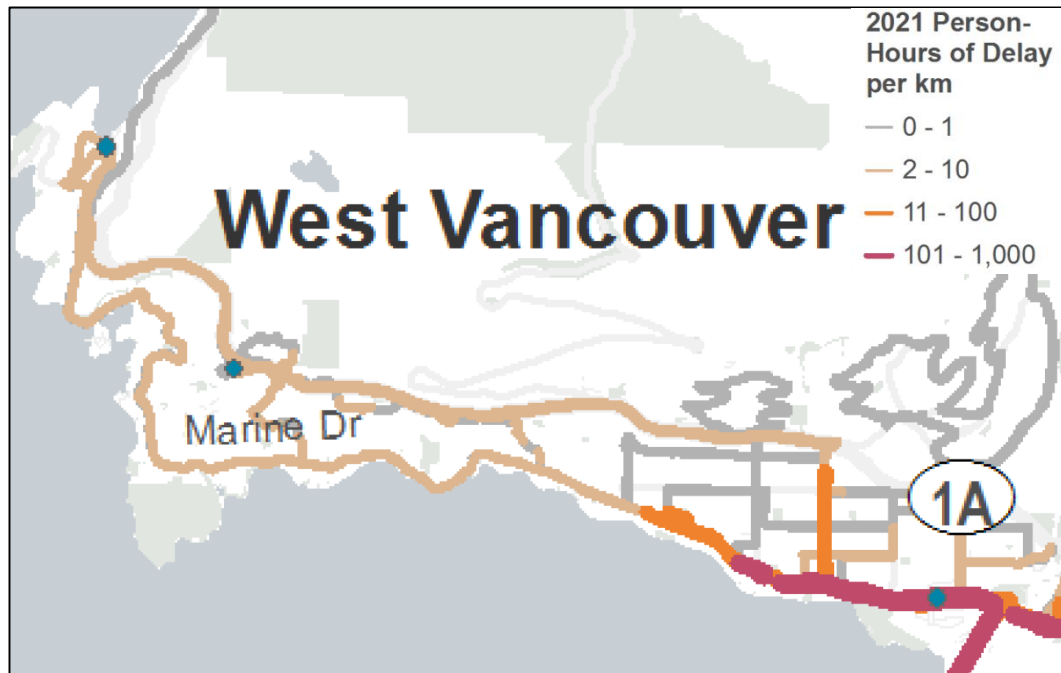 2021 Person-
Hours of Delay
per km
0 - 1
2 - 10
11 - 100
101 - 1,000
West Vancouver
Marine Dr
1A